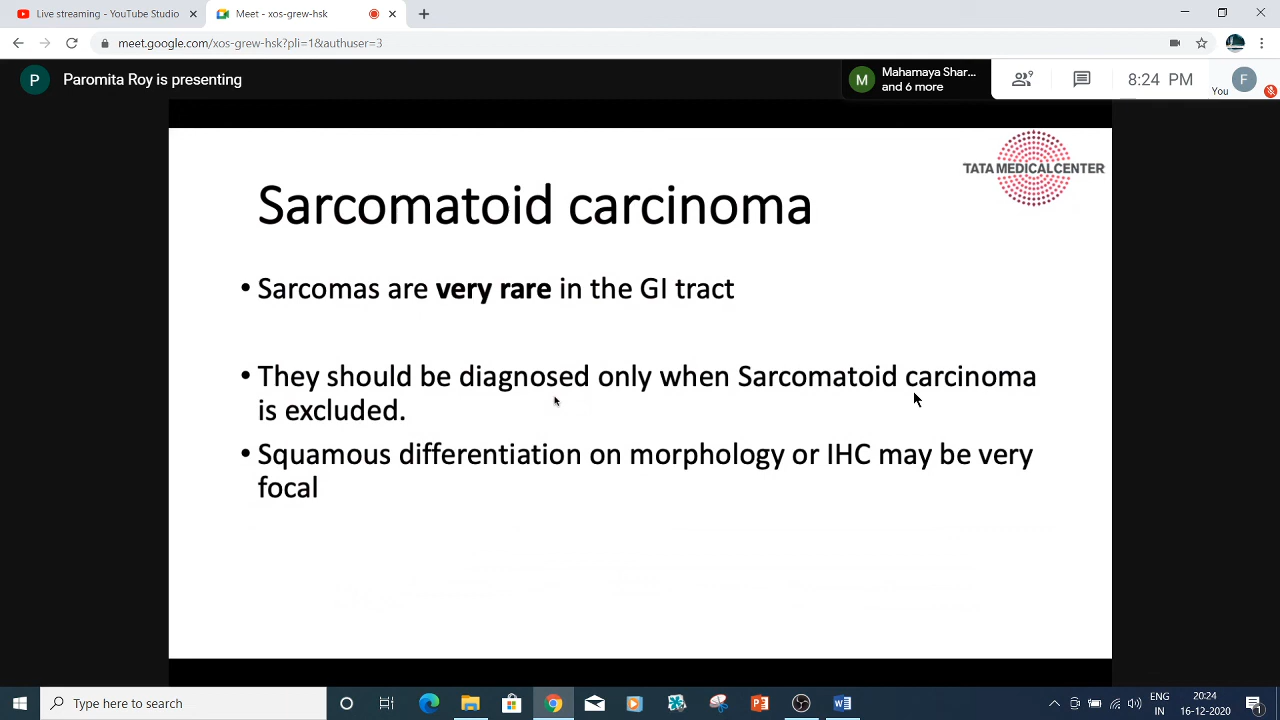 Live streaming - YouTube Studio
Meet - xos-grew-hsk
meet.google.com/xos-grew-hsk?pli=1&authuser=3
P
Paromita Roy is presenting
M
Mahamaya Shar...
and 6 more
9
8:24 PM
You
F
TATA MEDICAL CENTER
Sarcomatoid carcinoma
• Sarcomas are very rare in the GI tract
• They should be diagnosed only when Sarcomatoid carcinoma
is excluded.
• Squamous differentiation on morphology or IHC may be very
focal
Type here to search
ENG
IN
20:24
16-12-2020